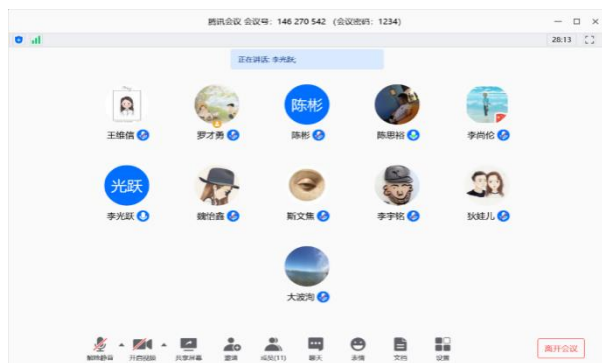 腾讯会议 会议号：146 270 542 （会议密码：1234）
28:13
正在讲话: 李光跃;
陈彬
王维信 罗才勇 陈彬 陈思裕 李尚伦
光跃
李光跃 魏怡鑫 斯文焦 李宇铭 狄娃儿
大波洵
解除静音 开启视频 共享屏幕 邀请 成员(11) 聊天 表情 文档 设置 离开会议